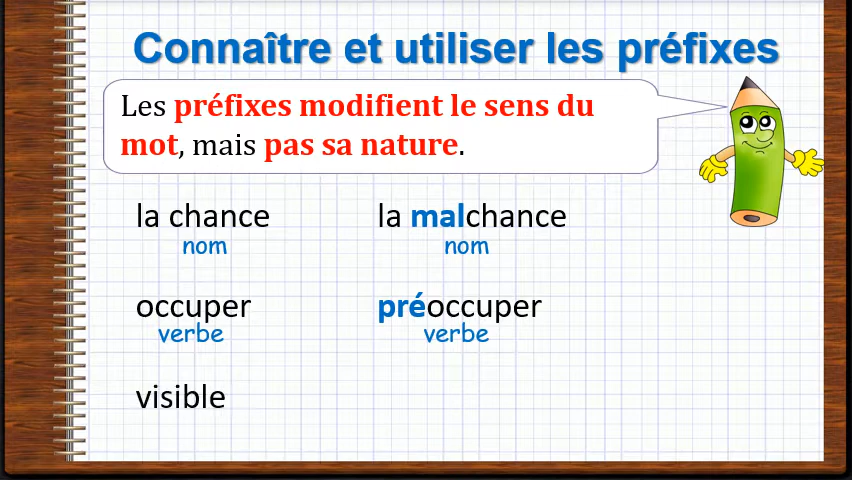 Connaître et utiliser les préfixes
Les préfixes modifient le sens du
mot, mais pas sa nature.
la chance la malchance
nom nom
occuper préoccuper
verbe verbe
visible